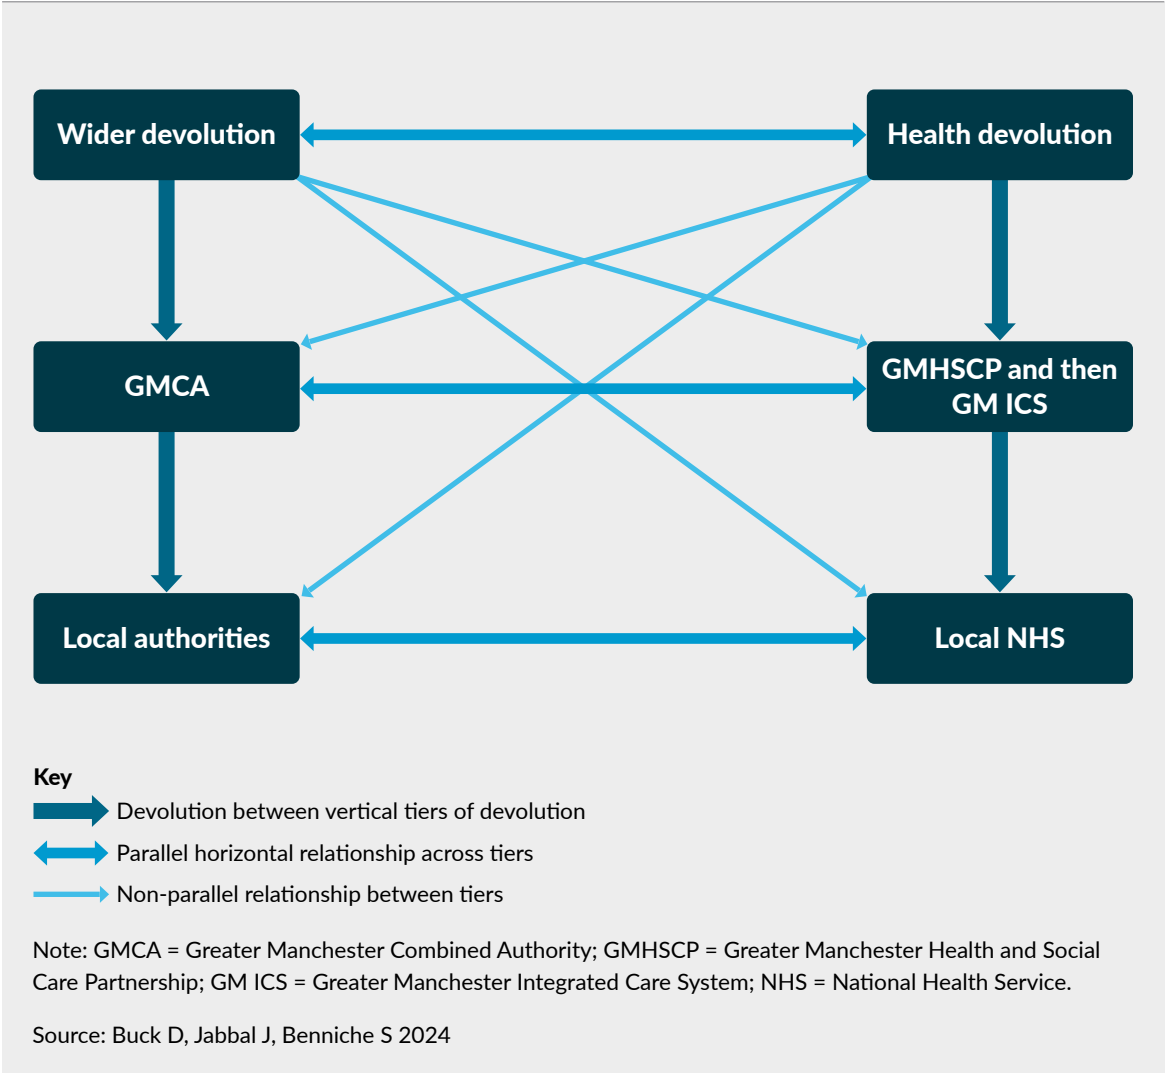 Wider devolution
Health devolution
GMCA
GMHSCP and then
GM ICS
Local authorities
Local NHS
Key
Devolution between vertical tiers of devolution
Parallel horizontal relationship across tiers
Non-parallel relationship between tiers
Note: GMCA = Greater Manchester Combined Authority; GMHSCP = Greater Manchester Health and Social
Care Partnership; GM ICS = Greater Manchester Integrated Care System; NHS = National Health Service.
Source: Buck D, Jabbal J, Benniche S 2024